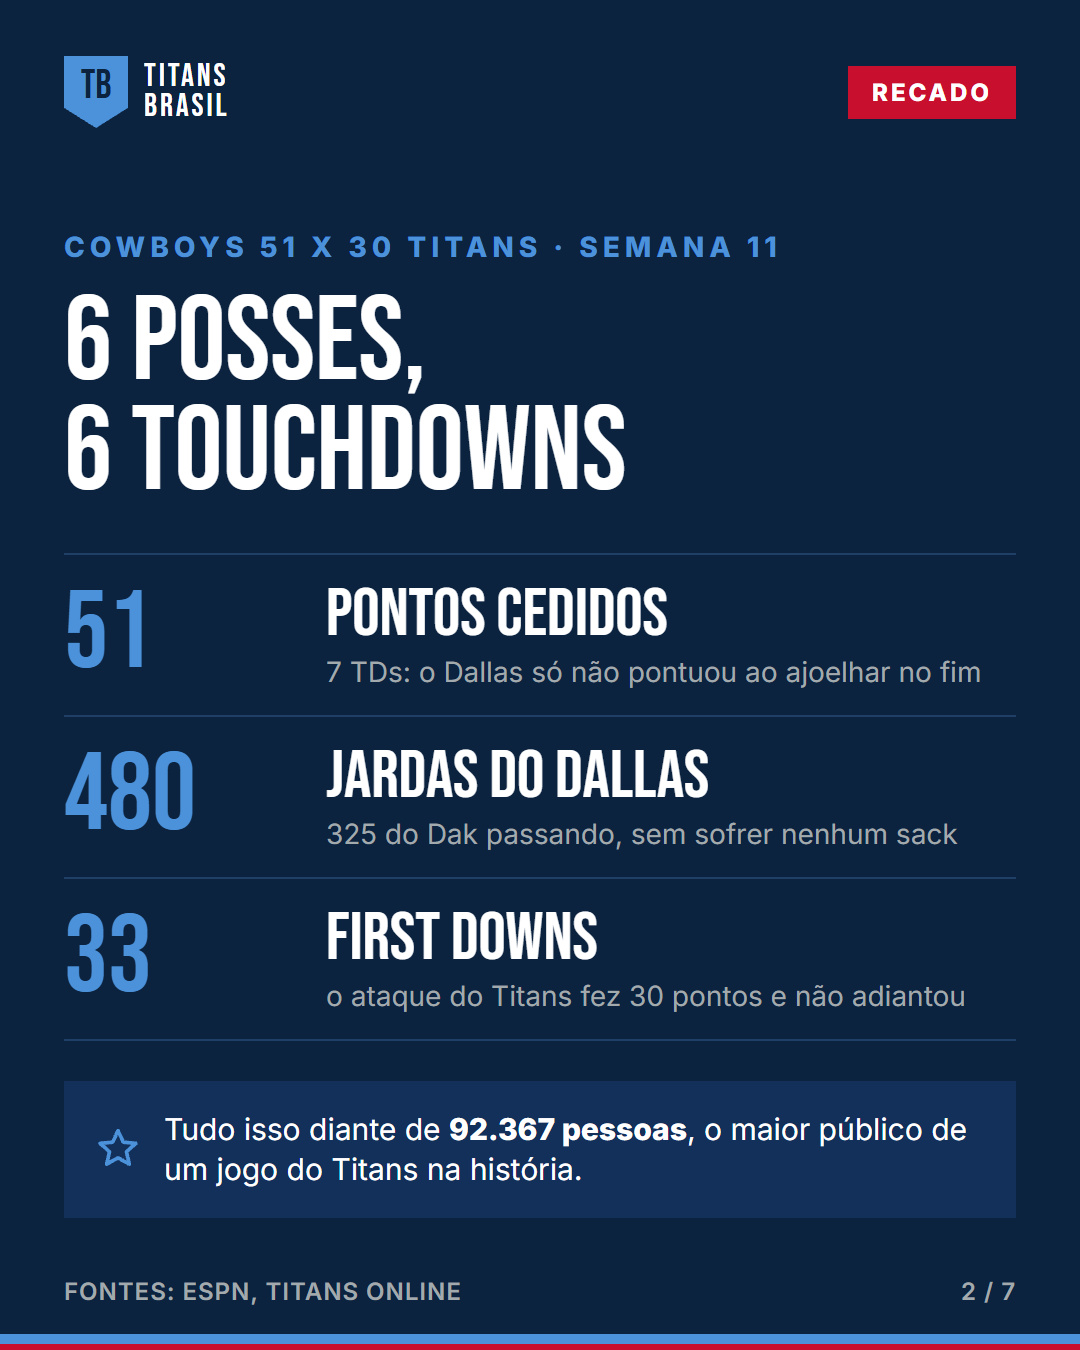 TB
TITANS
BRASIL
RECADO
COWBOYS 51 X 30 TITANS · SEMANA 11
6 POSSES,
6 TOUCHDOWNS
51
PONTOS CEDIDOS
7 TDs: o Dallas só não pontuou ao ajoelhar no fim
480
JARDAS DO DALLAS
325 do Dak passando, sem sofrer nenhum sack
33
FIRST DOWNS
o ataque do Titans fez 30 pontos e não adiantou
Tudo isso diante de 92.367 pessoas, o maior público de
um jogo do Titans na história.
FONTES: ESPN, TITANS ONLINE
2 / 7